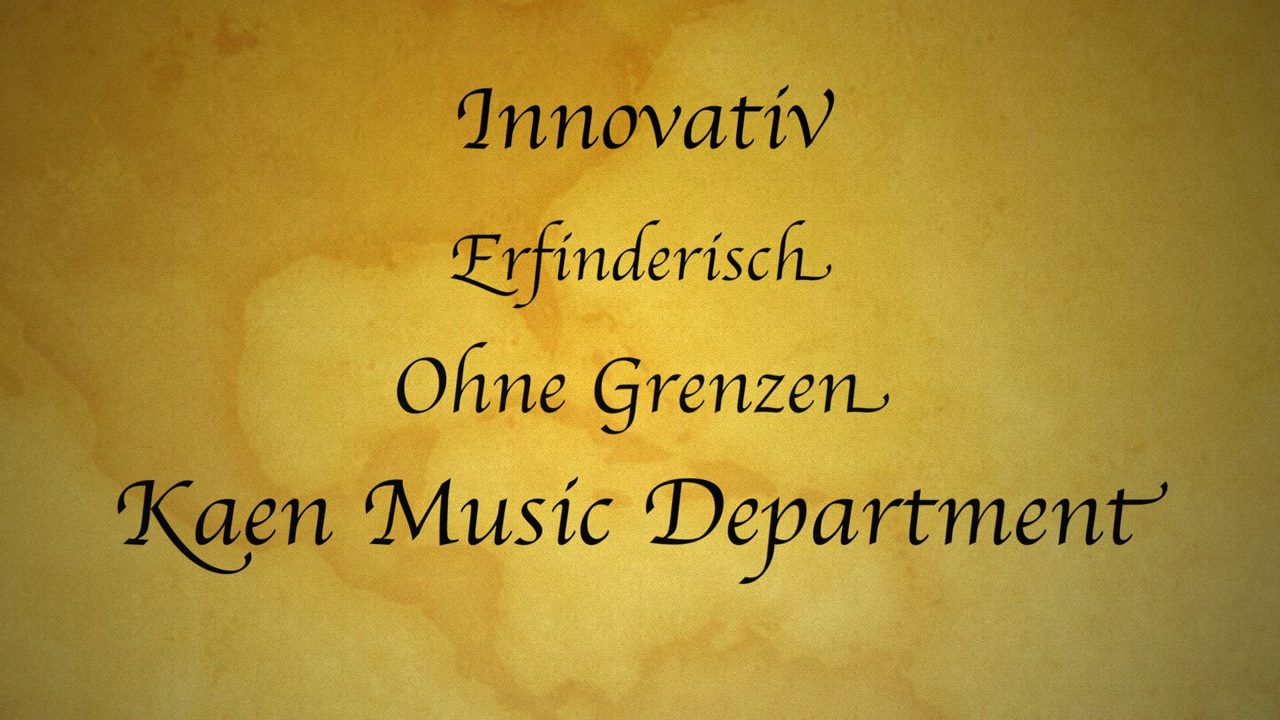 Innovativ
Erfinderisch
Ohne Grenzen
Kaen Music Department